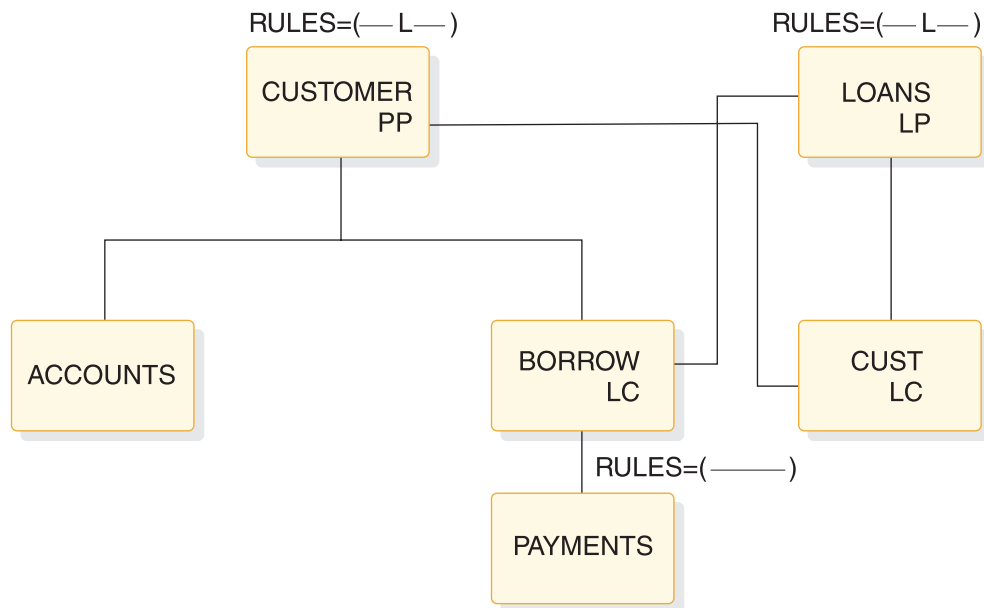 RULES=(— L— )
RULES=(— L— )
CUSTOMER
PP
LOANS
LP
ACCOUNTS
BORROW
LC
CUST
LC
RULES=(——— )
PAYMENTS